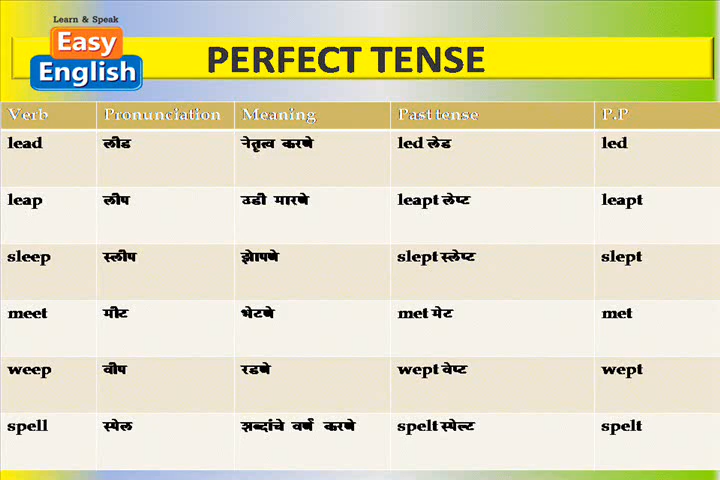 Learn & Speak
Easy
English
PERFECT TENSE
Verb Pronunciation Meaning Past tense P.P
lead लीड नेतृत्व करणे led लेड led
leap लीप उडी मारणे leapt लेप्ट leapt
sleep स्लीप झोपणे slept स्लेप्ट slept
meet मीट भेटणे met मेट met
weep वीप रडणे wept वेप्ट wept
spell स्पेल शब्दांचे वर्ण करणे spelt स्पेल्ट spelt